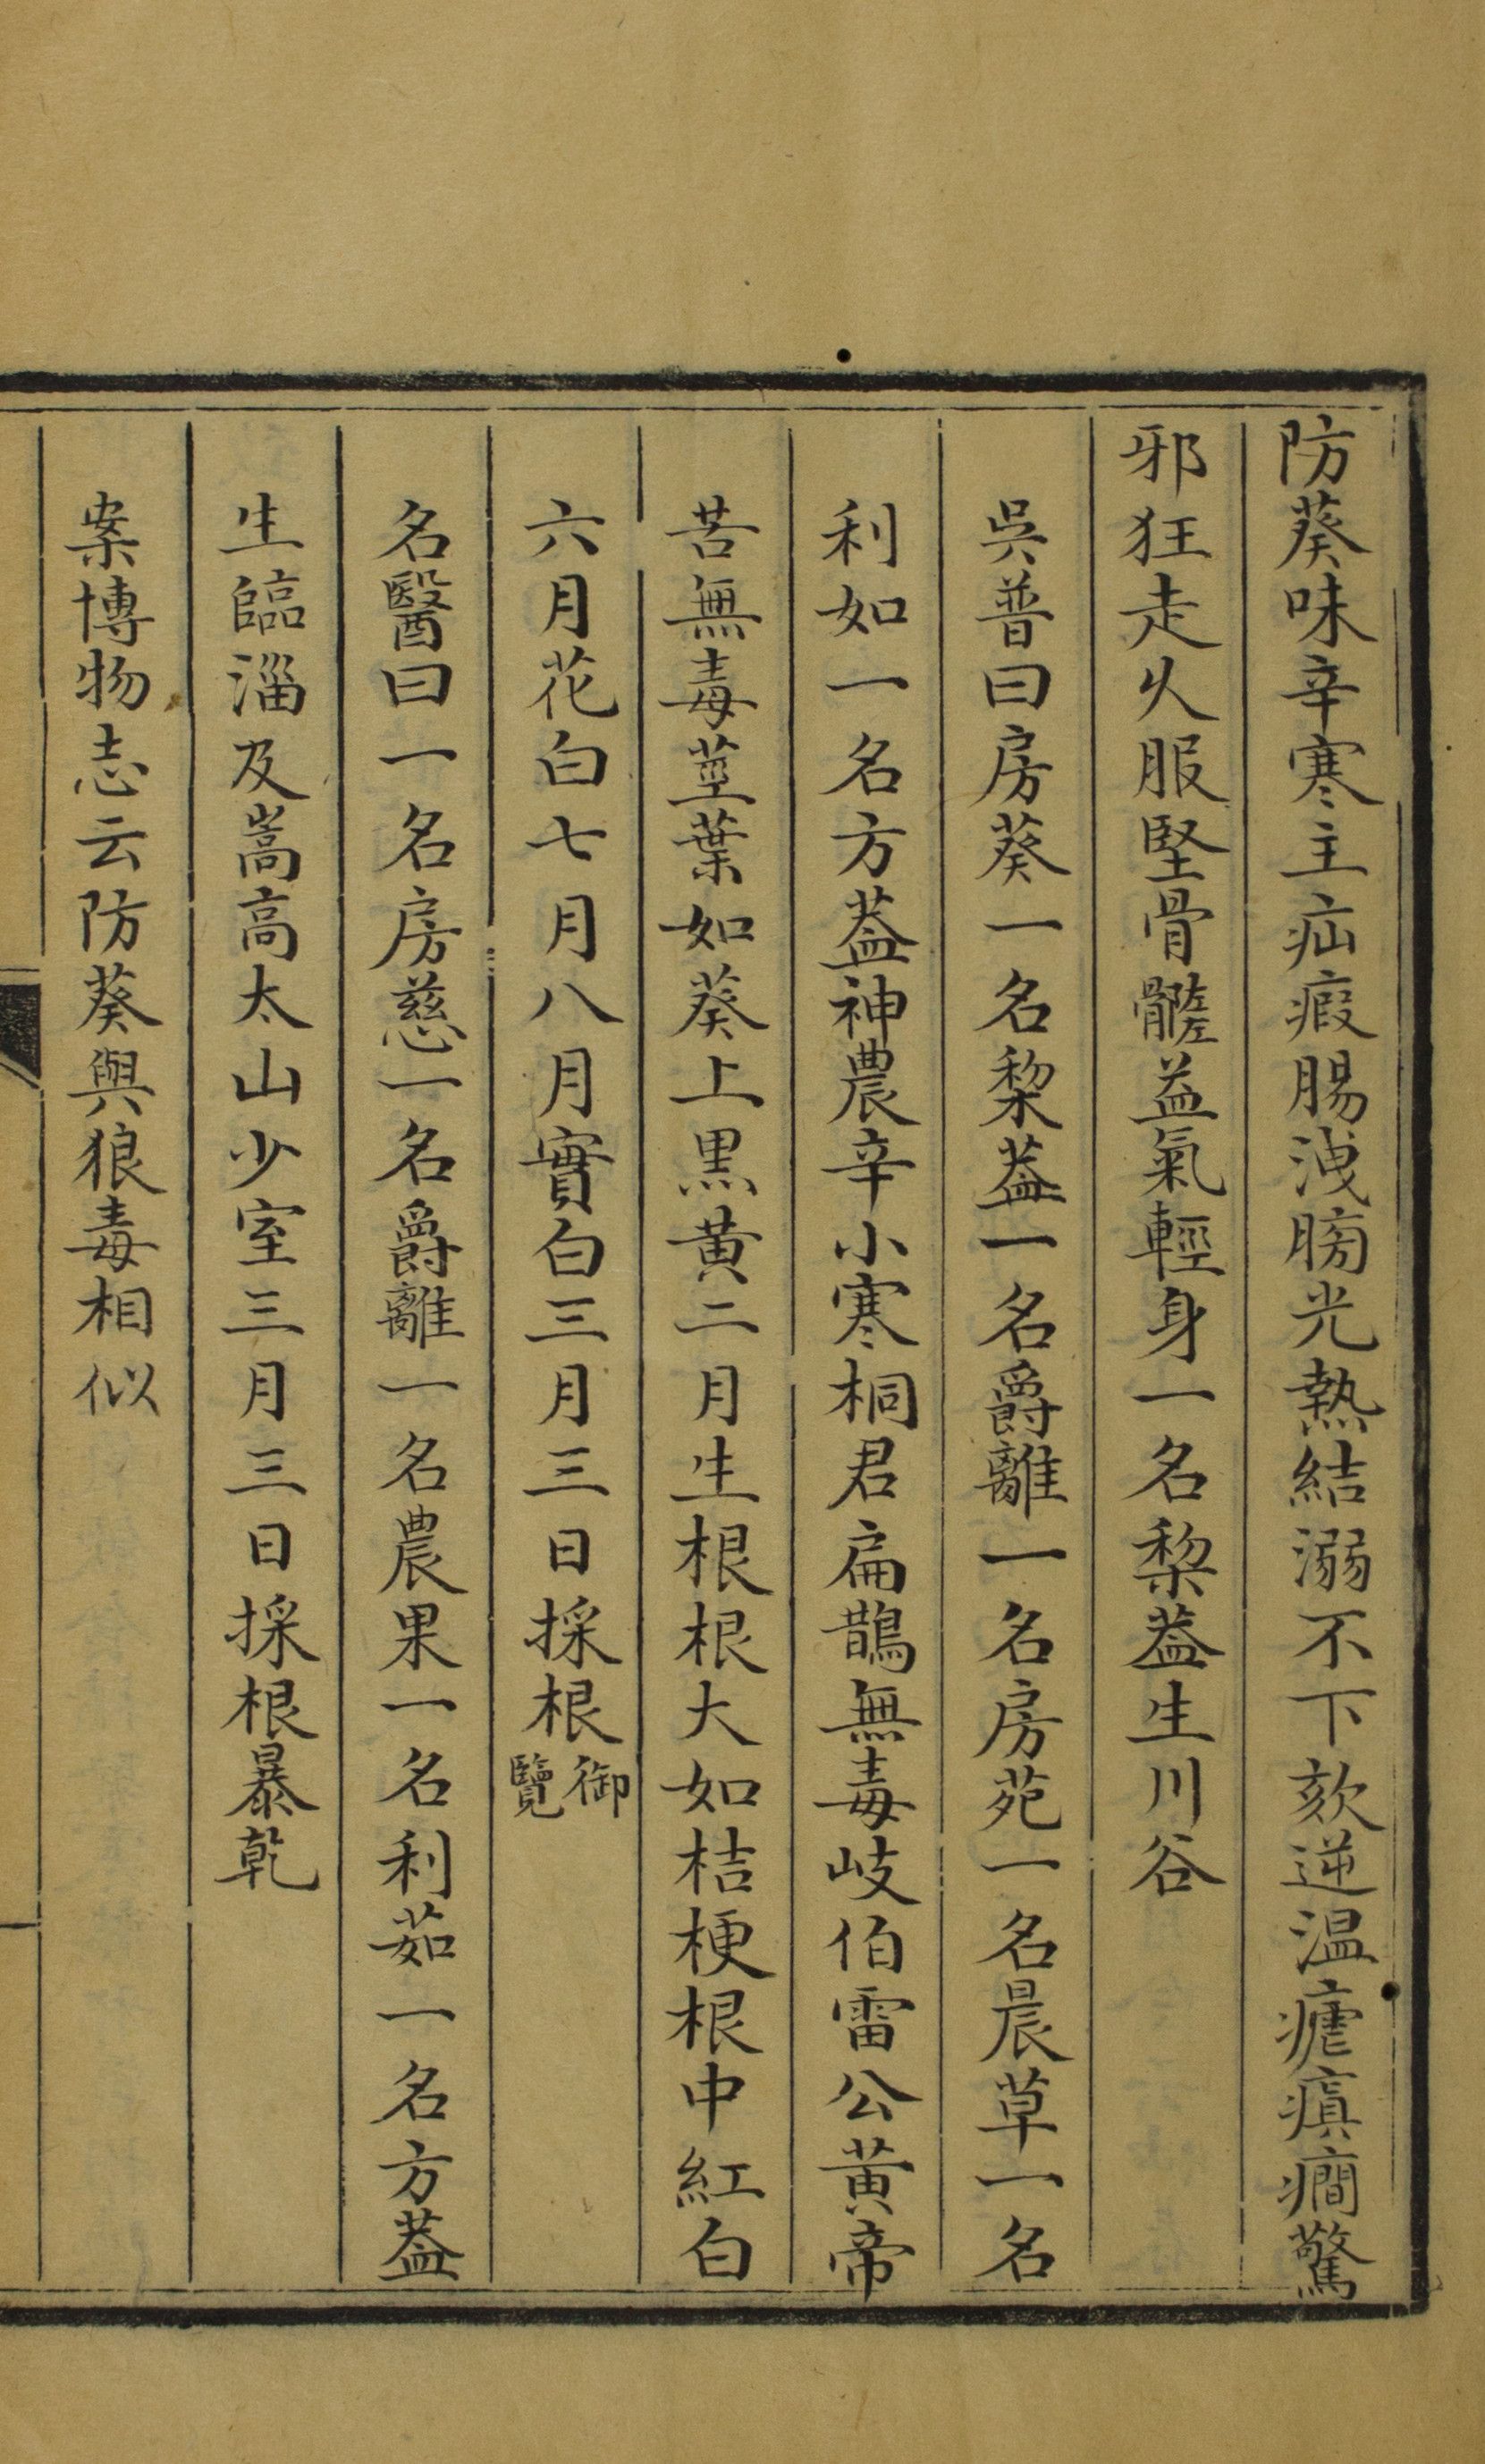 防葵味辛寒主疝瘕腸洩膀光熱結溺不下欬逆温瘧瘨癇驚
邪狂走乆服堅骨髓益氣輕身一名棃葢生川谷
吳普曰房葵一名棃葢一名爵離一名房苑一名晨草一名
利如一名方葢神農辛小寒桐君扁鵲無毒岐伯雷公黄帝
苦無毒莖葉如葵上黒黄二月生根根大如桔梗根中紅白
六月花白七月八月實白三月三日採根御覽
名醫曰一名房慈一名爵離一名農果一名利茹一名方葢
生臨淄及嵩高太山少室三月三日採根暴乾
案博物志云防葵與狼毒相似